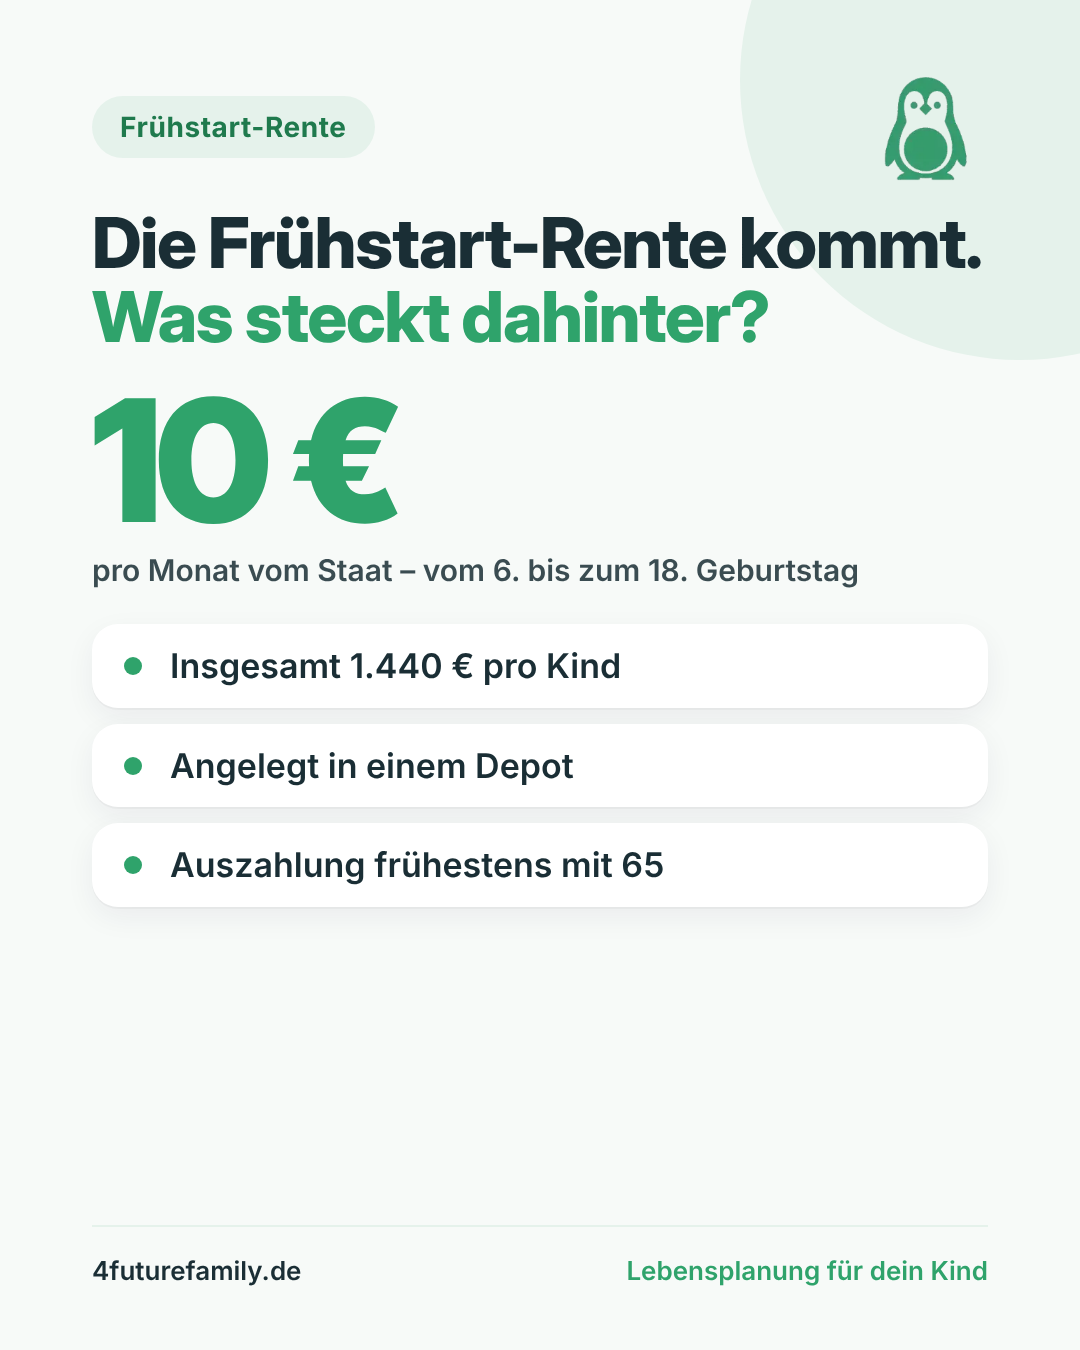 Frühstart-Rente
Die Frühstart-Rente kommt.
Was steckt dahinter?
10 €
pro Monat vom Staat – vom 6. bis zum 18. Geburtstag
Insgesamt 1.440 € pro Kind
Angelegt in einem Depot
Auszahlung frühestens mit 65
4futurefamily.de
Lebensplanung für dein Kind